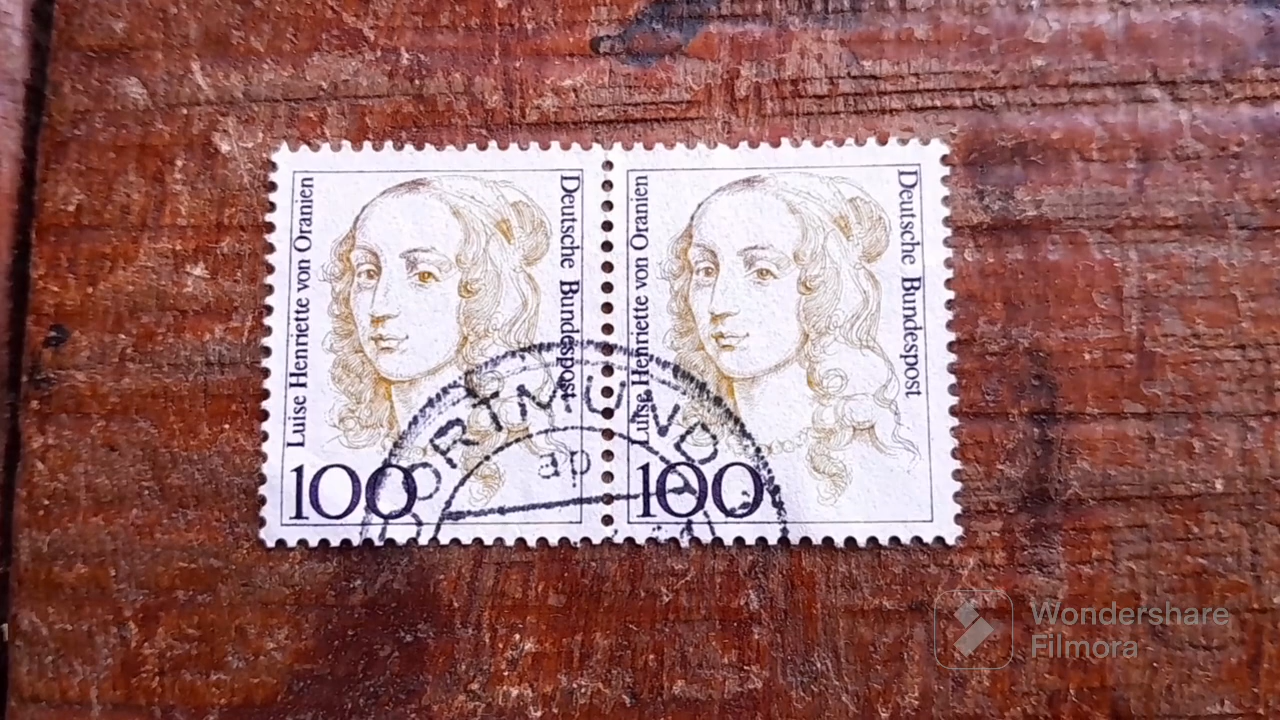 Luise Henriette von Oranien
Deutsche Bundespost
100
Luise Henriette von Oranien
Deutsche Bundespost
100
DORTMUND
Wondershare
Filmora